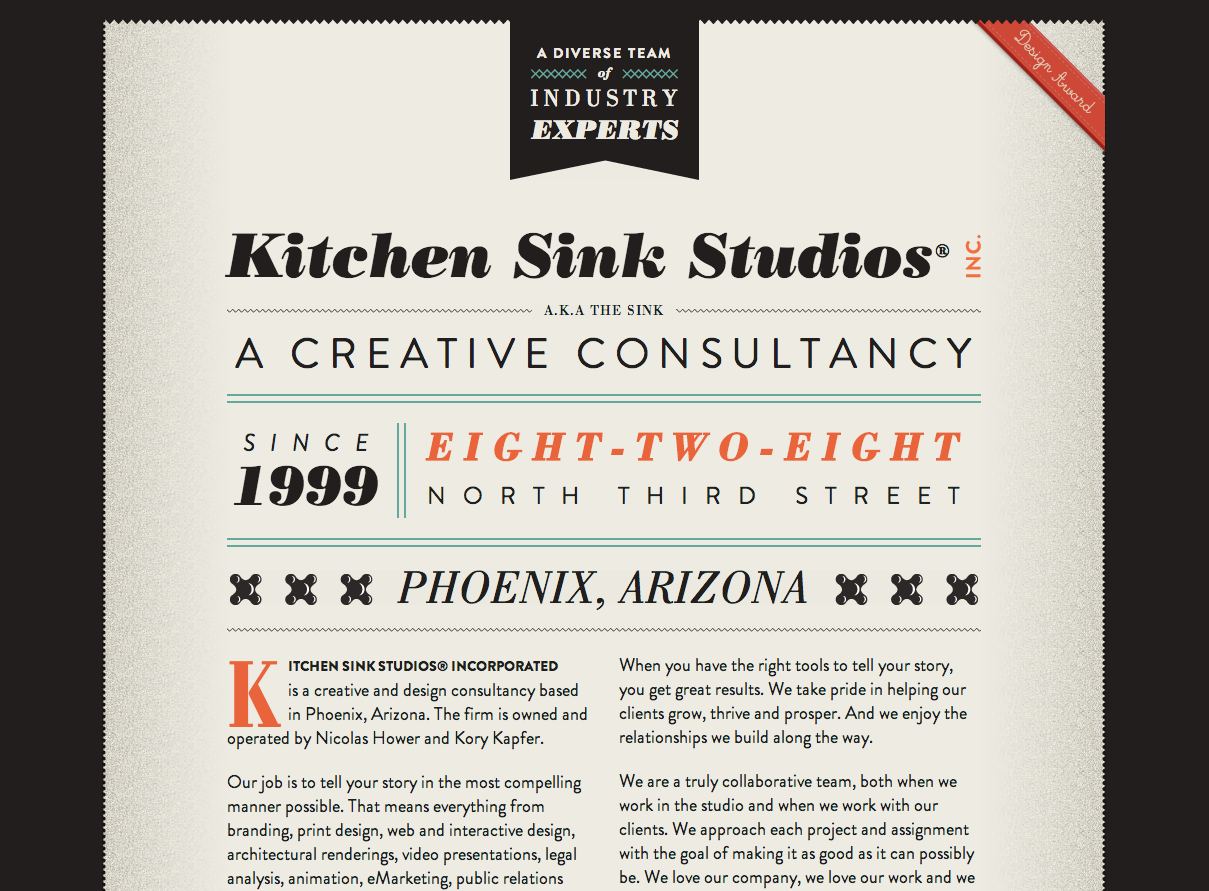 A DIVERSE TEAM
of
INDUSTRY
EXPERTS
Design Award
Kitchen Sink Studios® INC.
A.K.A THE SINK
A CREATIVE CONSULTANCY
SINCE
1999
EIGHT-TWO-EIGHT
NORTH THIRD STREET
PHOENIX, ARIZONA
KITCHEN SINK STUDIOS® INCORPORATED
is a creative and design consultancy based
in Phoenix, Arizona. The firm is owned and
operated by Nicolas Hower and Kory Kapfer.
Our job is to tell your story in the most compelling
manner possible. That means everything from
branding, print design, web and interactive design,
architectural renderings, video presentations, legal
analysis, animation, eMarketing, public relations
When you have the right tools to tell your story,
you get great results. We take pride in helping our
clients grow, thrive and prosper. And we enjoy the
relationships we build along the way.
We are a truly collaborative team, both when we
work in the studio and when we work with our
clients. We approach each project and assignment
with the goal of making it as good as it can possibly
be. We love our company, we love our work and we